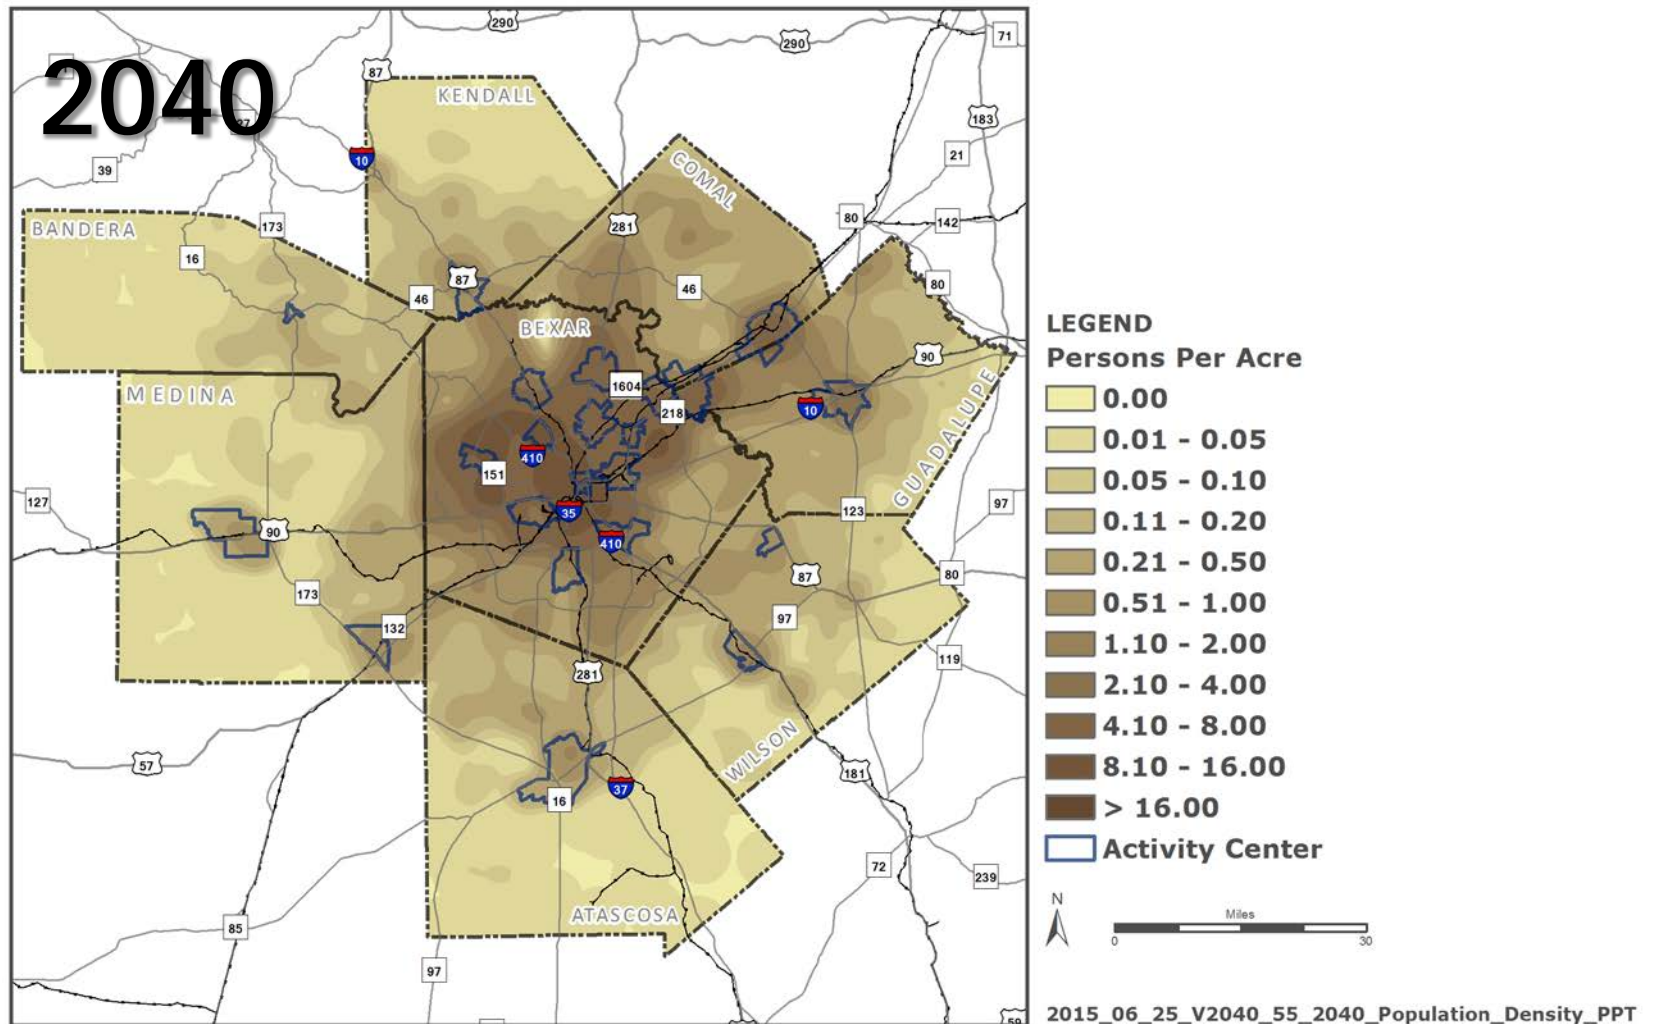 2040
290
290
71
87
KENDALL
27
183
10
39
21
COMAL
BANDERA
173
281
80
142
16
87
46
46
80
BEXAR
90
MEDINA
1604
218
10
GUADALUPE
410
151
127
35
123
97
90
410
87
80
173
97
132
119
281
57
WILSON
181
37
16
72
239
ATASCOSA
85
97
59
LEGEND
Persons Per Acre
0.00
0.01 - 0.05
0.05 - 0.10
0.11 - 0.20
0.21 - 0.50
0.51 - 1.00
1.10 - 2.00
2.10 - 4.00
4.10 - 8.00
8.10 - 16.00
> 16.00
Activity Center
N
Miles
0 30
2015_06_25_V2040_55_2040_Population_Density_PPT